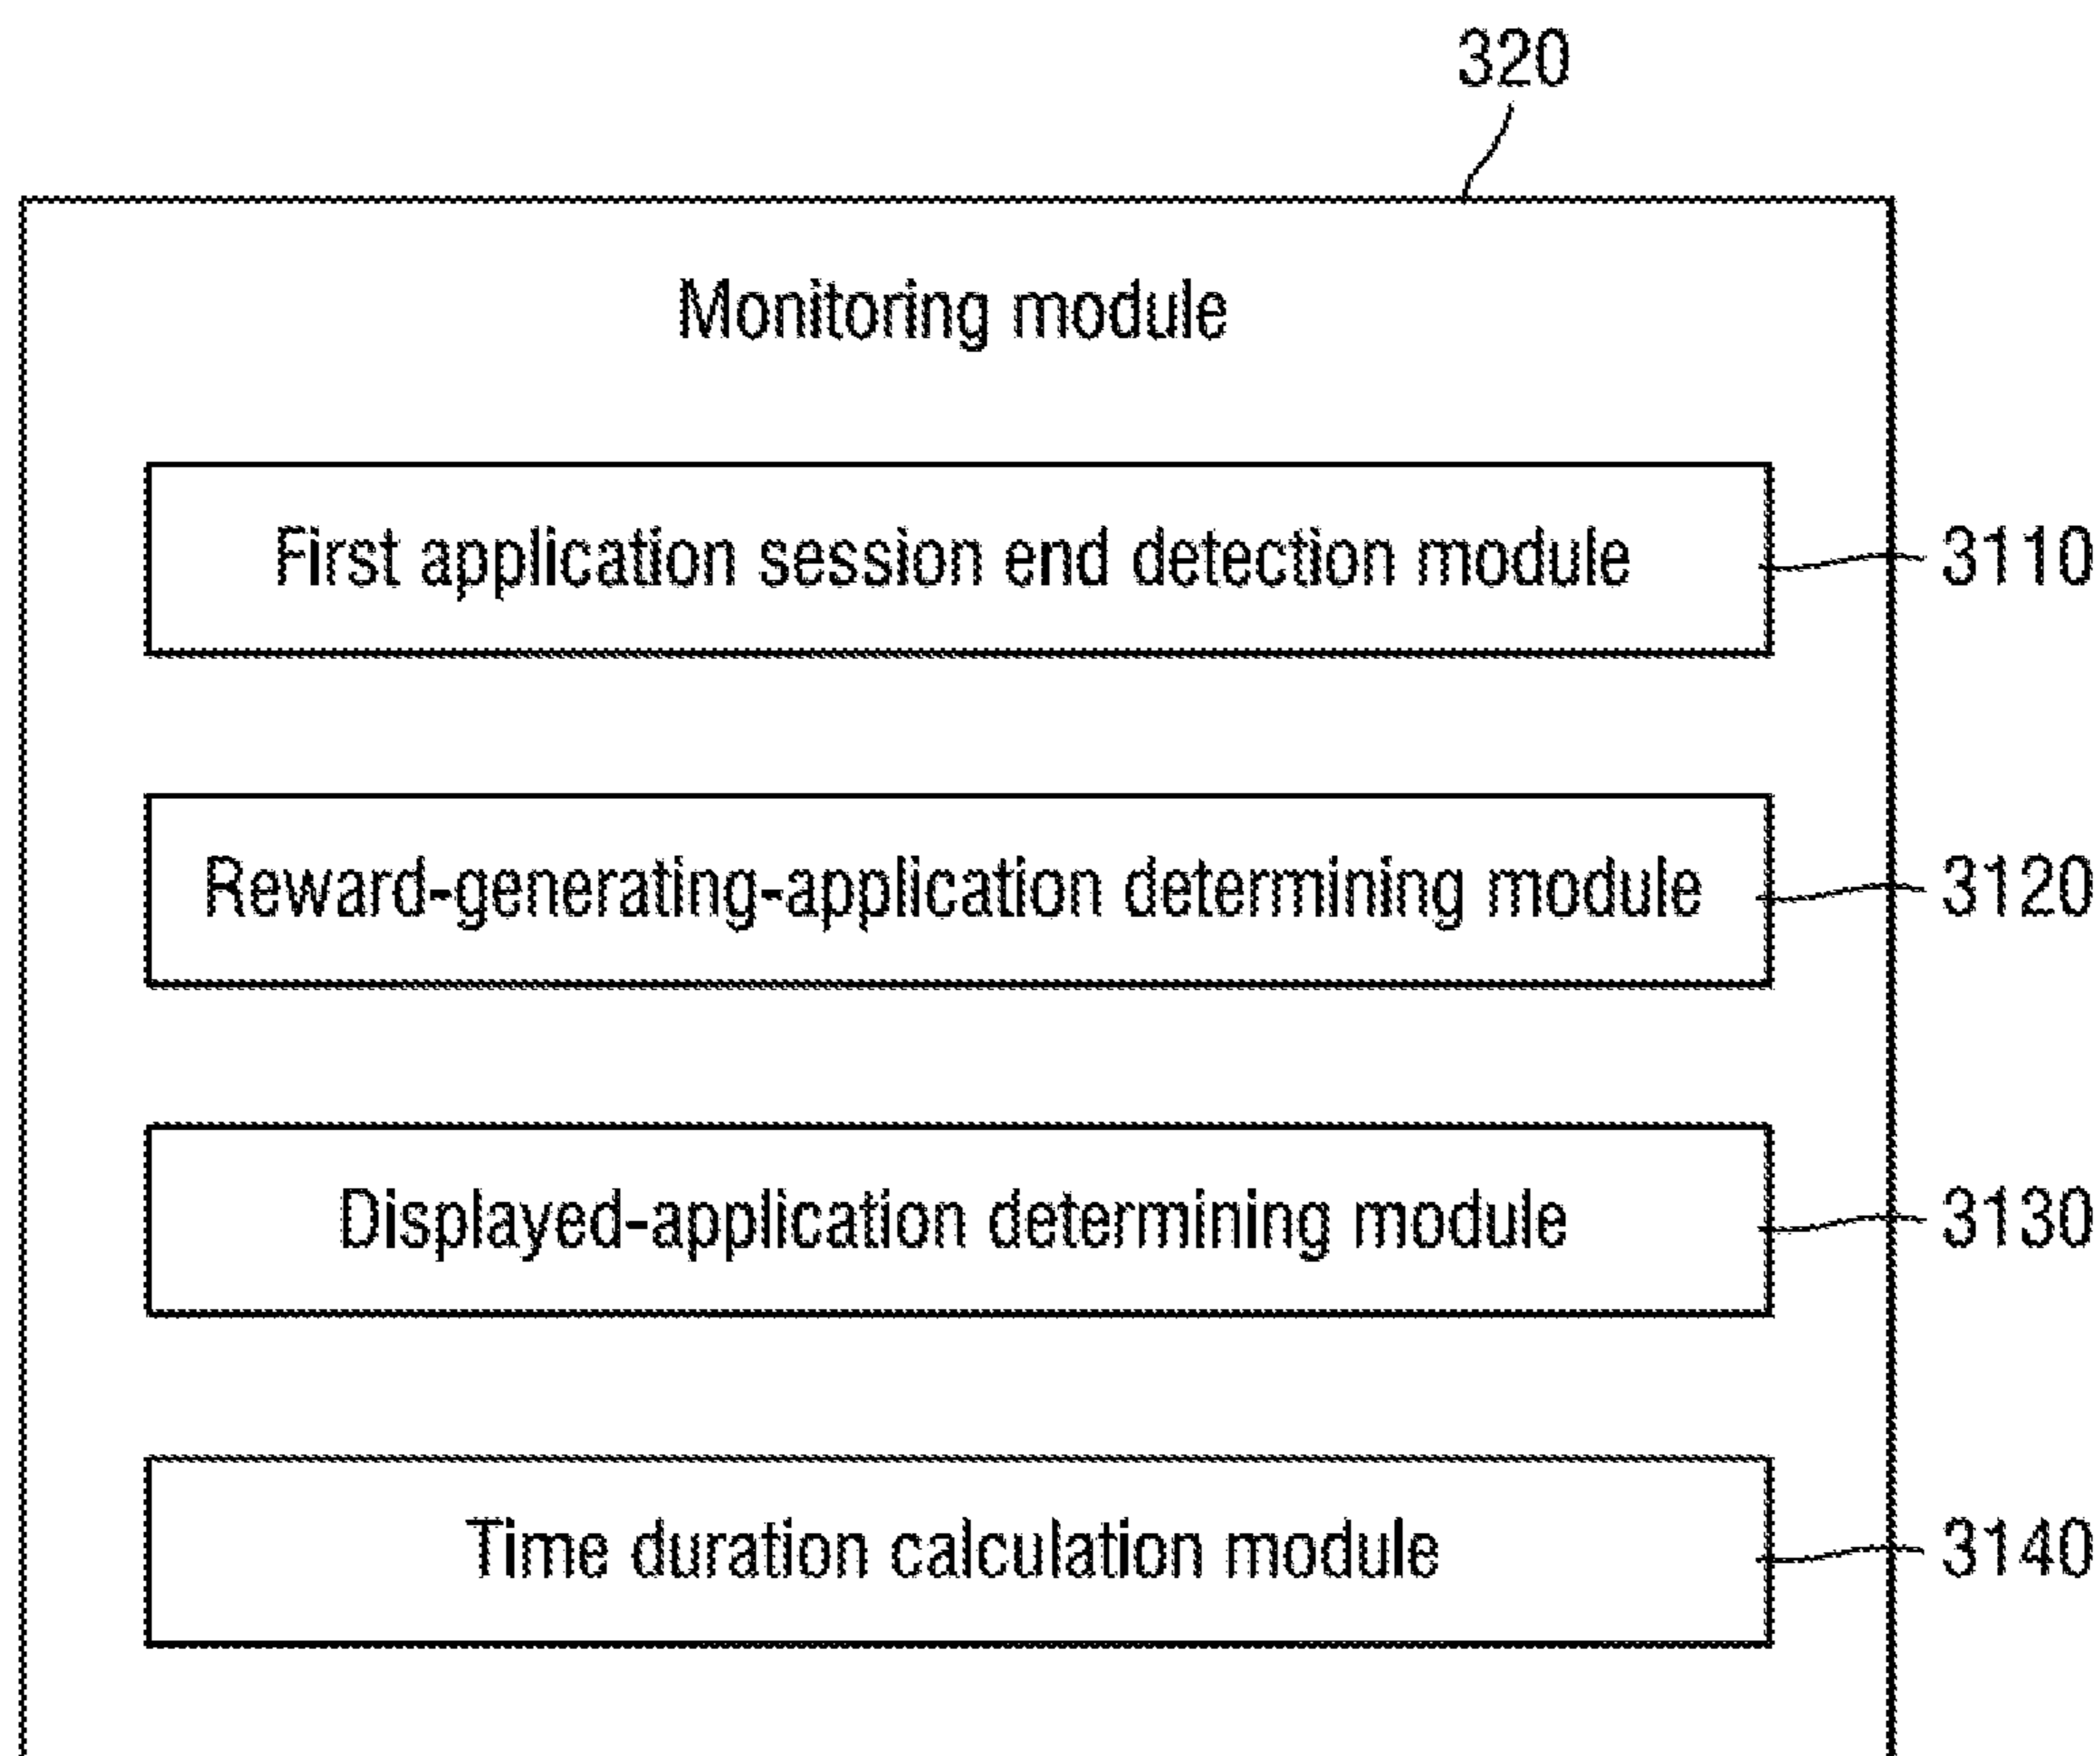 320
Monitoring module
First application session end detection module
3110
Reward-generating-application determining module
3120
Displayed-application determining module
3130
Time duration calculation module
3140